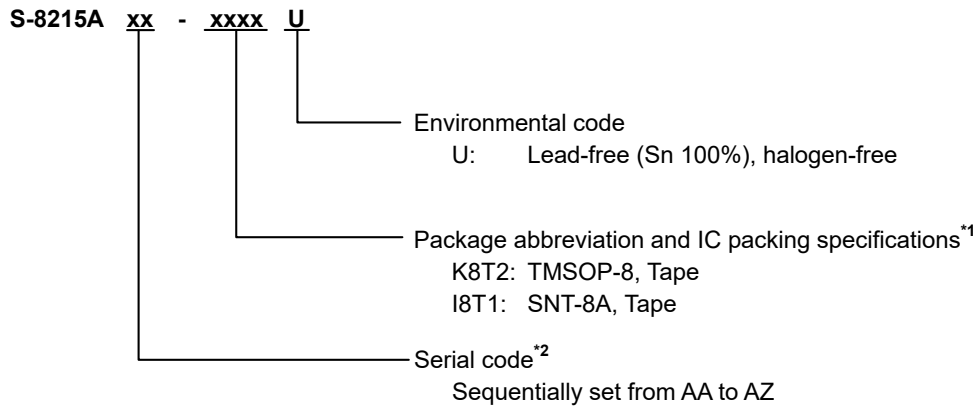 S-8215A xx - xxxx U
Environmental code
U: Lead-free (Sn 100%), halogen-free
Package abbreviation and IC packing specifications*1
K8T2: TMSOP-8, Tape
I8T1: SNT-8A, Tape
Serial code*2
Sequentially set from AA to AZ